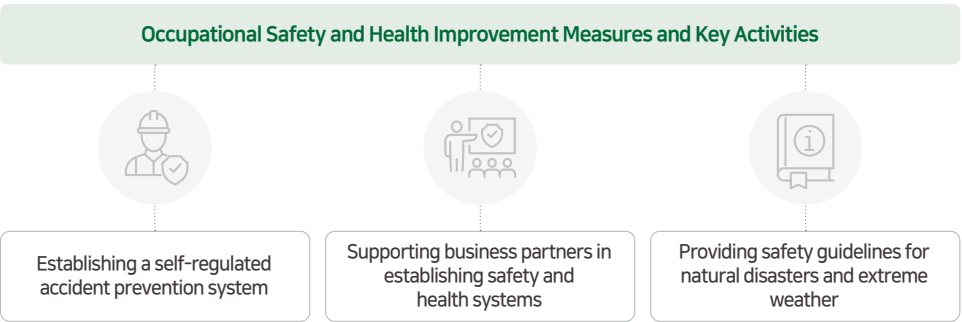 Occupational Safety and Health Improvement Measures and Key Activities
Establishing a self-regulated
accident prevention system
Supporting business partners in
establishing safety and
health systems
Providing safety guidelines for
natural disasters and extreme
weather